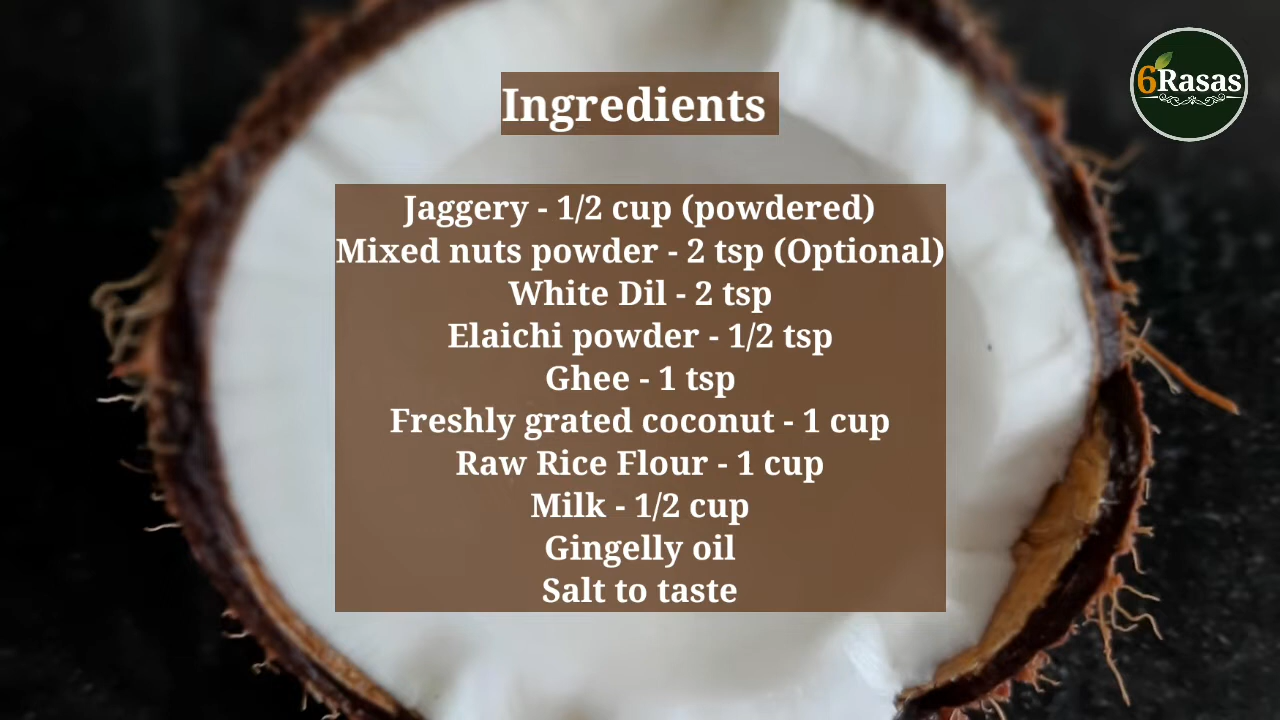 6Rasas
Ingredients
Jaggery - 1/2 cup (powdered)
Mixed nuts powder - 2 tsp (Optional)
White Dil - 2 tsp
Elaichi powder - 1/2 tsp
Ghee - 1 tsp
Freshly grated coconut - 1 cup
Raw Rice Flour - 1 cup
Milk - 1/2 cup
Gingelly oil
Salt to taste